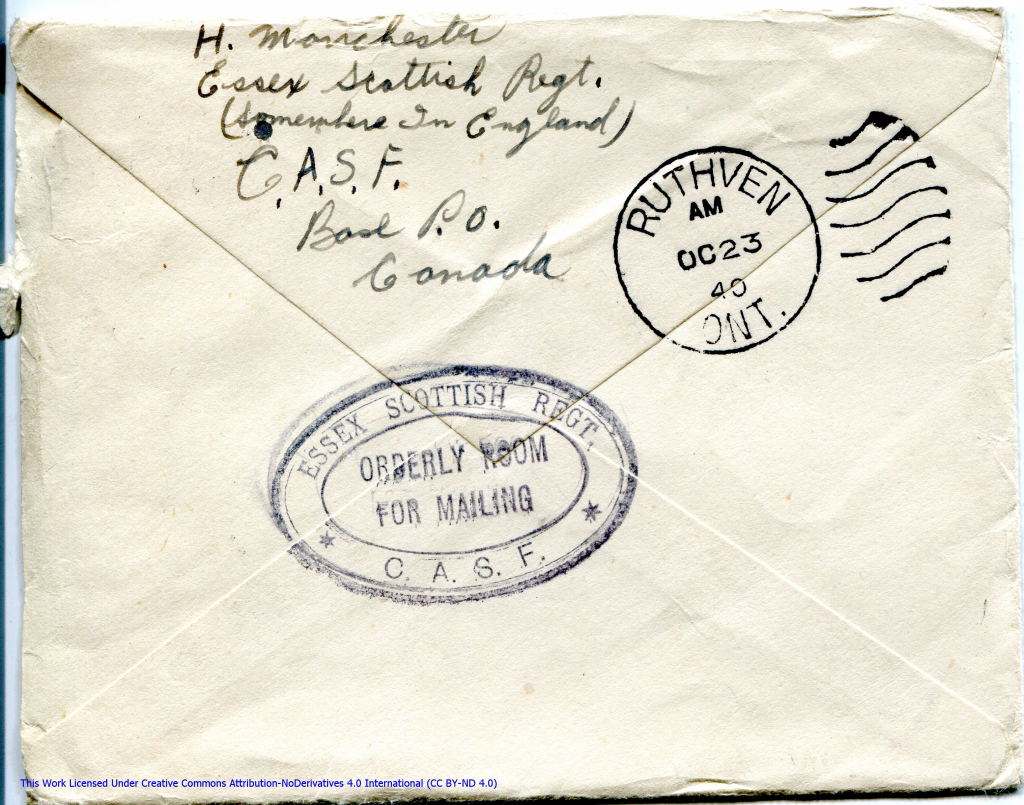 H. Manchester
Essex Scottish Regt.
(Somewhere In England)
C.A.S.F.
Base P.O.
Canada
RUTHVEN
AM
OC23
40
ONT.
ESSEX SCOTTISH REGT.
ORDERLY ROOM
FOR MAILING
* C. A. S. F. *
This Work Licensed Under Creative Commons Attribution-NoDerivatives 4.0 International (CC BY-ND 4.0)